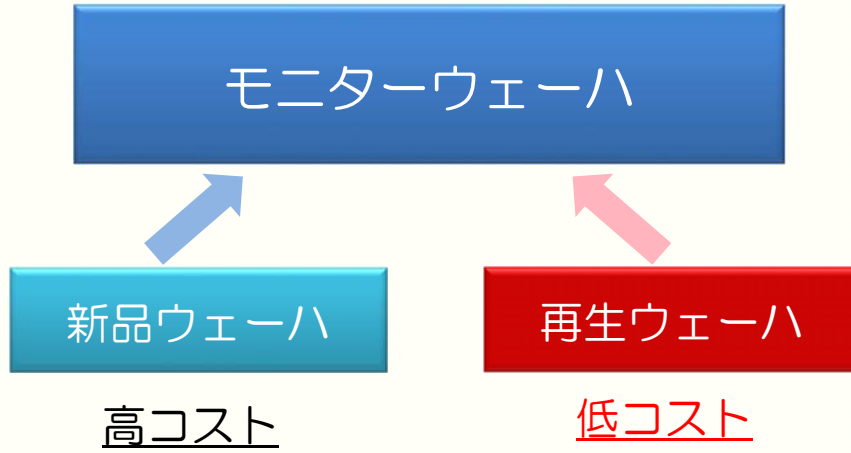 モニターウェーハ
新品ウェーハ
再生ウェーハ
高コスト
低コスト